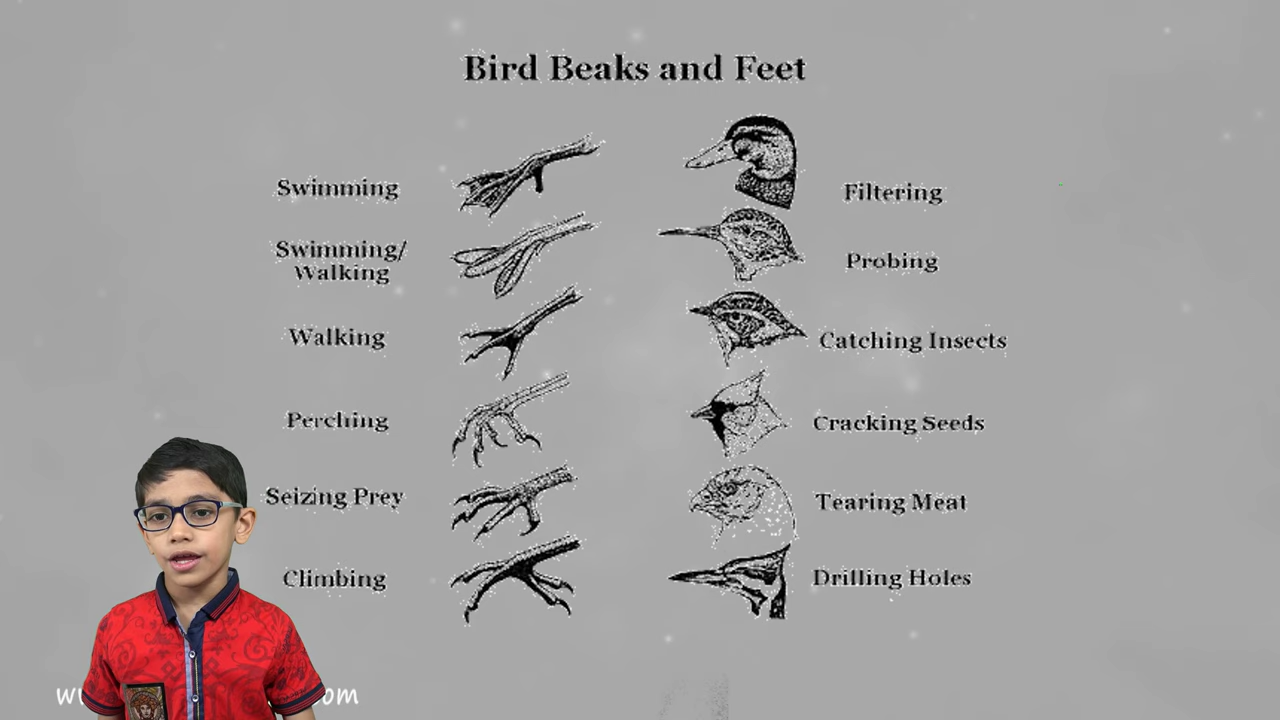 Bird Beaks and Feet
Swimming
Filtering
Swimming/
Walking
Probing
Walking
Catching Insects
Perching
Cracking Seeds
Seizing Prey
Tearing Meat
Climbing
Drilling Holes